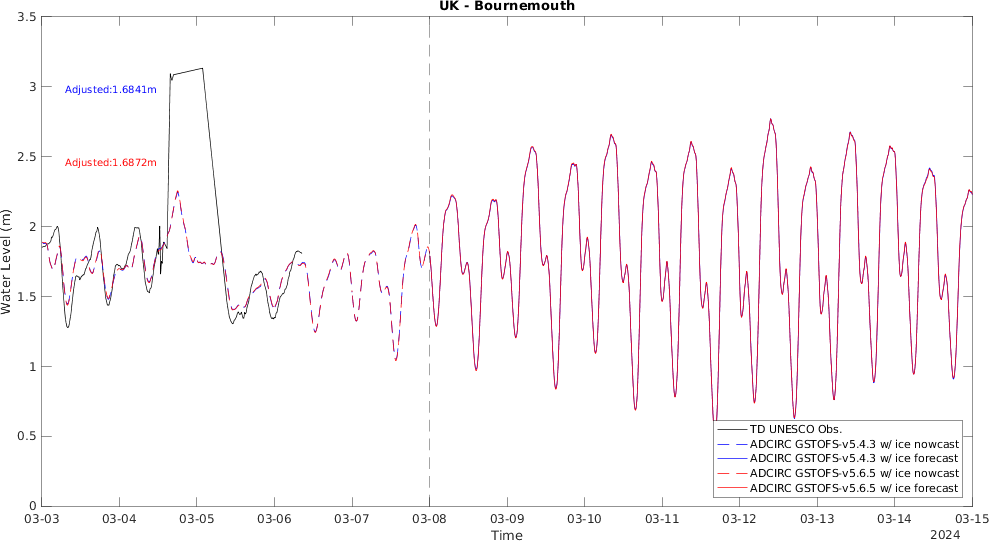 UK - Bournemouth
3.5
3
2.5
2
1.5
1
0.5
0
Water Level (m)
Adjusted:1.6841m
Adjusted:1.6872m
TD UNESCO Obs.
ADCIRC GSTOFS-v5.4.3 w/ ice nowcast
ADCIRC GSTOFS-v5.4.3 w/ ice forecast
ADCIRC GSTOFS-v5.6.5 w/ ice nowcast
ADCIRC GSTOFS-v5.6.5 w/ ice forecast
03-03 03-04 03-05 03-06 03-07 03-08 03-09 03-10 03-11 03-12 03-13 03-14 03-15
Time
2024